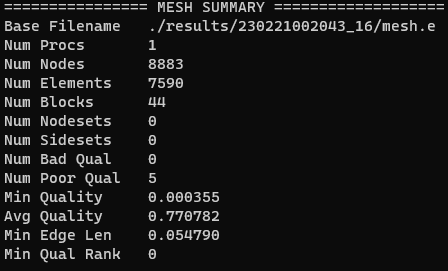 ================ MESH SUMMARY ===================
Base Filename ./results/230221002043_16/mesh.e
Num Procs 1
Num Nodes 8883
Num Elements 7590
Num Blocks 44
Num Nodesets 0
Num Sidesets 0
Num Bad Qual 0
Num Poor Qual 5
Min Quality 0.000355
Avg Quality 0.770782
Min Edge Len 0.054790
Min Qual Rank 0